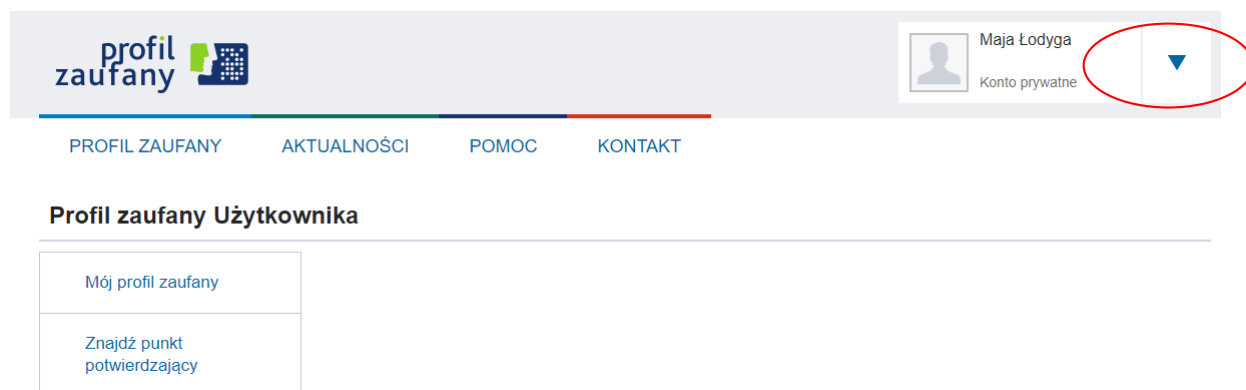 profil
zaufany
Maja Łodyga
Konto prywatne
PROFIL ZAUFANY AKTUALNOŚCI POMOC KONTAKT
Profil zaufany Użytkownika
Mój profil zaufany
Znajdź punkt
potwierdzający